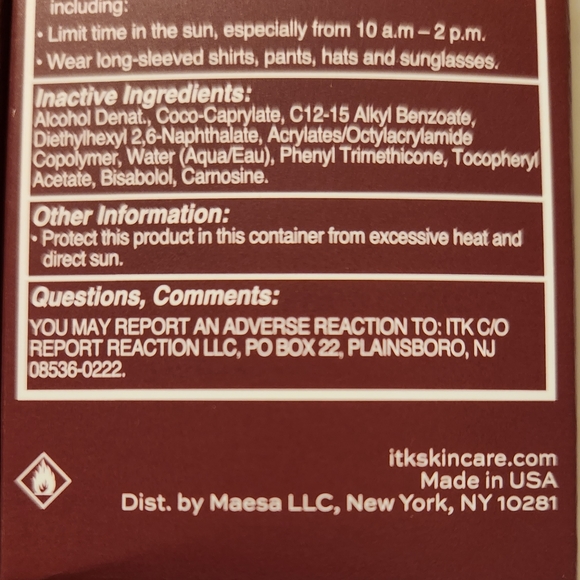 including:
• Limit time in the sun, especially from 10 a.m – 2 p.m.
• Wear long-sleeved shirts, pants, hats and sunglasses.
Inactive Ingredients:
Alcohol Denat., Coco-Caprylate, C12-15 Alkyl Benzoate,
Diethylhexyl 2,6-Naphthalate, Acrylates/Octylacrylamide
Copolymer, Water (Aqua/Eau), Phenyl Trimethicone, Tocopheryl
Acetate, Bisabolol, Carnosine.
Other Information:
• Protect this product in this container from excessive heat and
direct sun.
Questions, Comments:
YOU MAY REPORT AN ADVERSE REACTION TO: ITK C/O
REPORT REACTION LLC, PO BOX 22, PLAINSBORO, NJ
08536-0222.
itkskincare.com
Made in USA
Dist. by Maesa LLC, New York, NY 10281